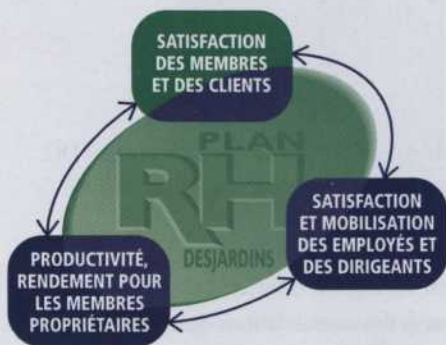 SATISFACTION
DES MEMBRES
ET DES CLIENTS
PLAN
RH
DESJARDINS
SATISFACTION
ET MOBILISATION
DES EMPLOYÉS ET
DES DIRIGEANTS
PRODUCTIVITÉ,
RENDEMENT POUR
LES MEMBRES
PROPRIÉTAIRES